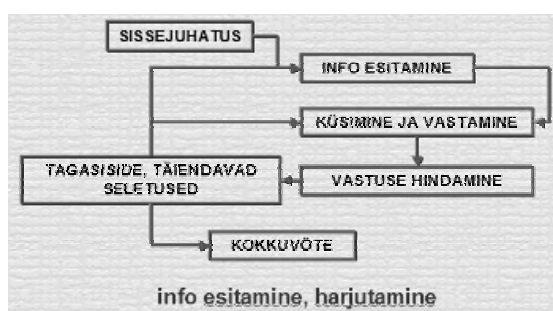 SISSEJUHATUS
INFO ESITAMINE
KÜSIMINE JA VASTAMINE
TAGASISIDE, TÄIENDAVAD
SELETUSED
VASTUSE HINDAMINE
KOKKUVÕTE
info esitamine, harjutamine